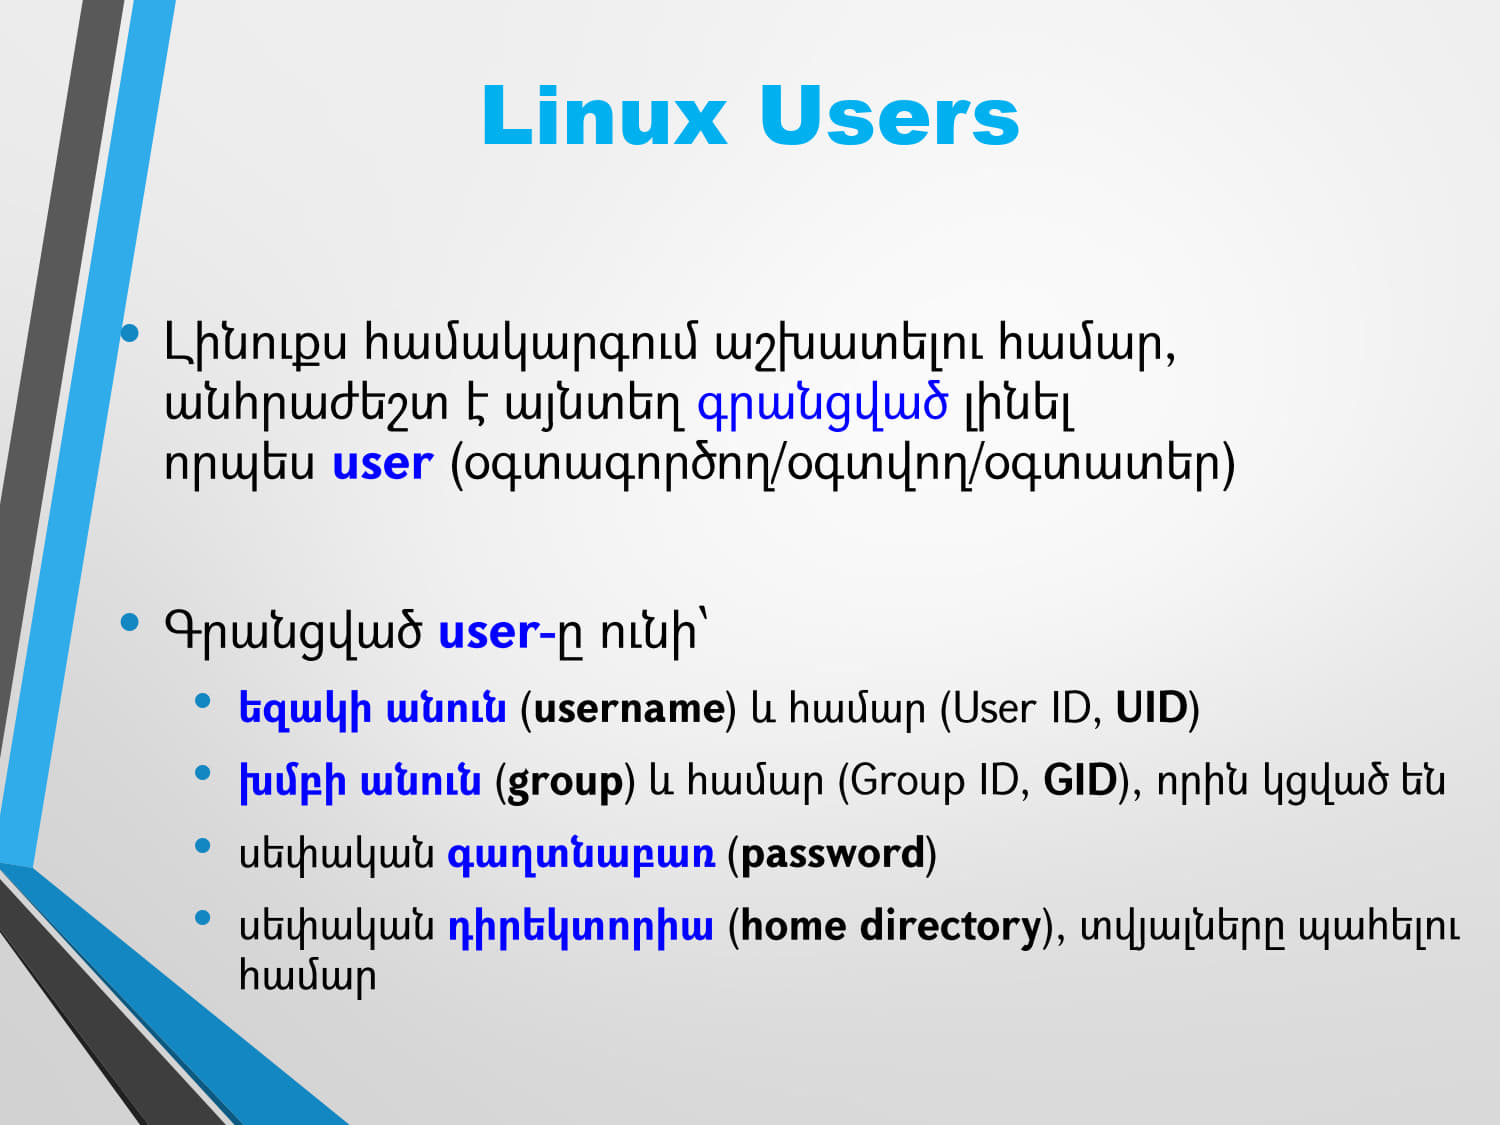 Linux Users
• Լինուքս համակարգում աշխատելու համար,
անհրաժեշտ է այնտեղ գրանցված լինել
որպես user (օգտագործող/օգտվող/օգտատեր)
• Գրանցված user-ը ունի՝
• եզակի անուն (username) և համար (User ID, UID)
• խմբի անուն (group) և համար (Group ID, GID), որին կցված են
• սեփական գաղտնաբառ (password)
• սեփական դիրեկտորիա (home directory), տվյալները պահելու
համար